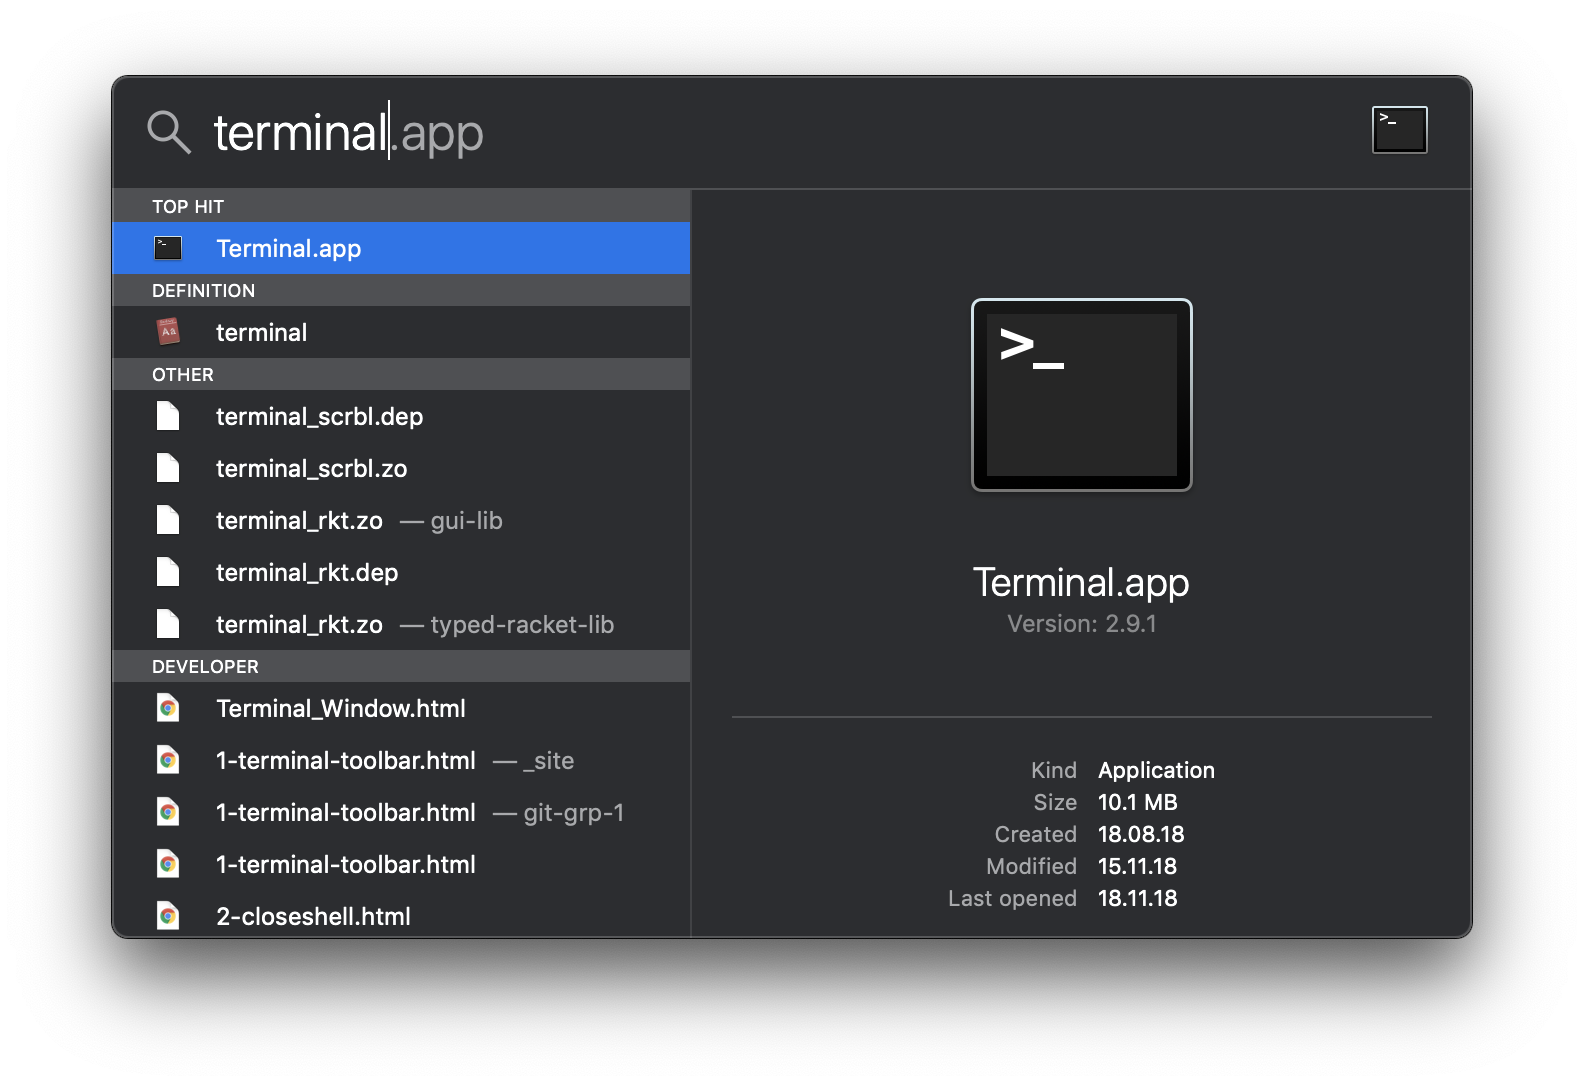 terminal.app
TOP HIT
Terminal.app
DEFINITION
terminal
OTHER
terminal_scrbl.dep
terminal_scrbl.zo
terminal_rkt.zo — gui-lib
terminal_rkt.dep
terminal_rkt.zo — typed-racket-lib
DEVELOPER
Terminal_Window.html
1-terminal-toolbar.html — _site
1-terminal-toolbar.html — git-grp-1
1-terminal-toolbar.html
2-closeshell.html
>_
Terminal.app
Version: 2.9.1
Kind Application
Size 10.1 MB
Created 18.08.18
Modified 15.11.18
Last opened 18.11.18